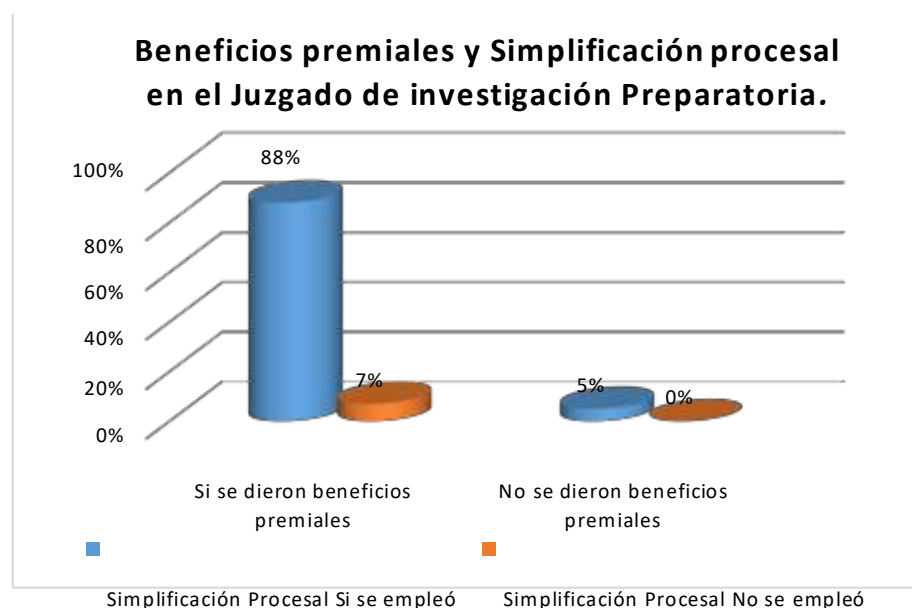 Beneficios premiales y Simplificación procesal
en el Juzgado de investigación Preparatoria.
88%
100%
80%
60%
40%
7%
5%
0%
20%
0%
Si se dieron beneficios
premiales
No se dieron beneficios
premiales
Simplificación Procesal Si se empleó
Simplificación Procesal No se empleó